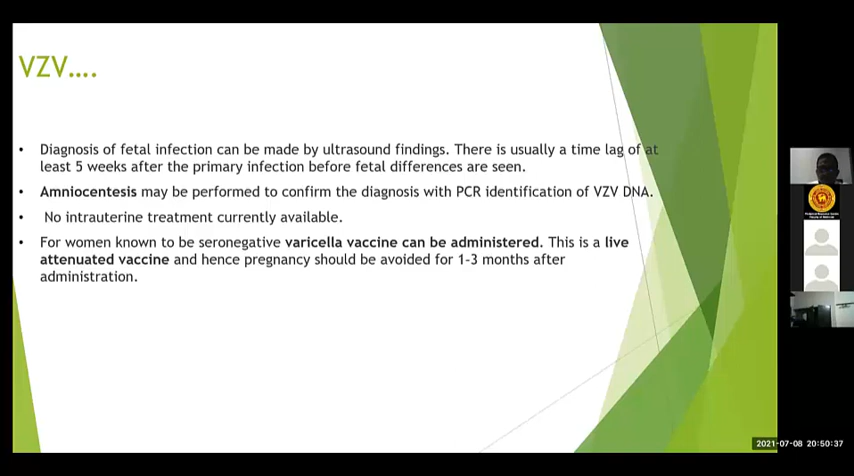 VZV....
• Diagnosis of fetal infection can be made by ultrasound findings. There is usually a time lag of at
least 5 weeks after the primary infection before fetal differences are seen.
• Amniocentesis may be performed to confirm the diagnosis with PCR identification of VZV DNA.
• No intrauterine treatment currently available.
• For women known to be seronegative varicella vaccine can be administered. This is a live
attenuated vaccine and hence pregnancy should be avoided for 1-3 months after
administration.
2021-07-08 20:50:37